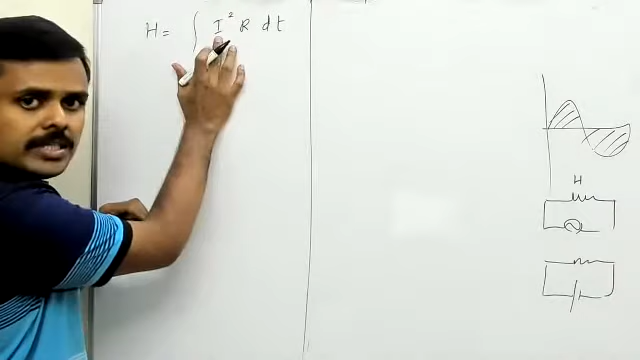 H = ∫ I² R dt
H